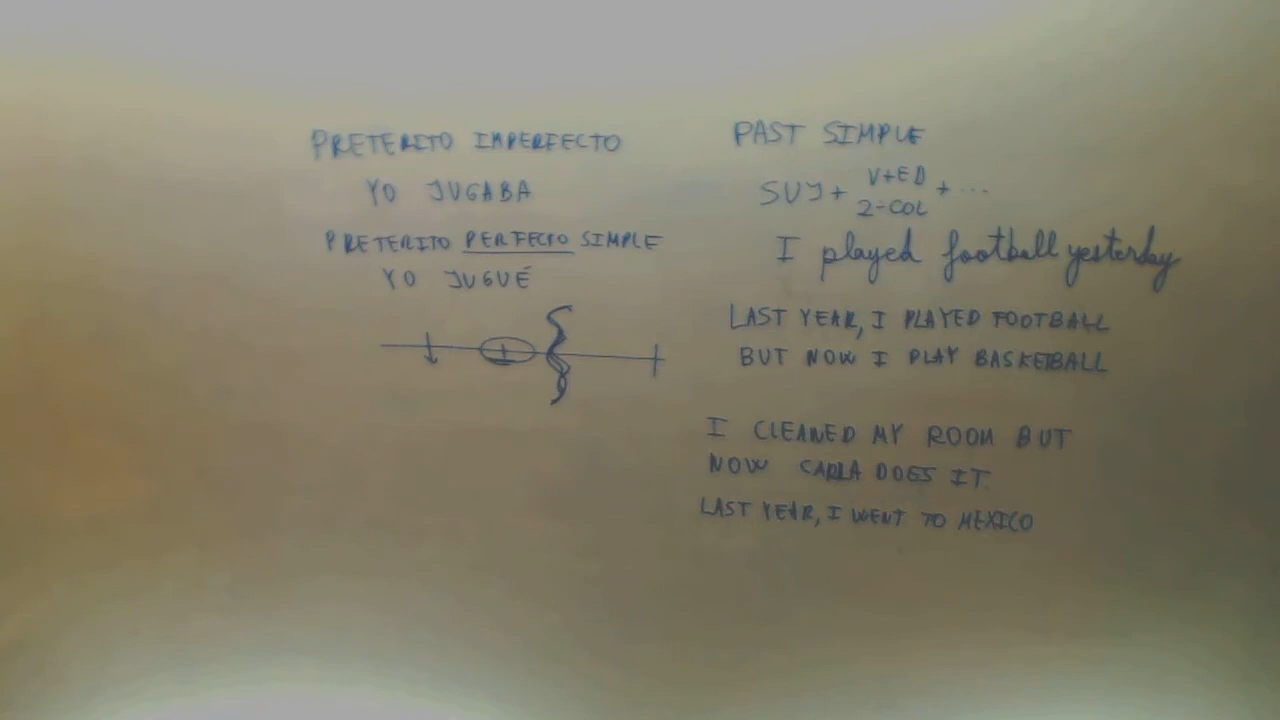 PRETERITO IMPERFECTO
YO JUGABA
PRETERITO PERFECTO SIMPLE
YO JUGUÉ
PAST SIMPLE
SUJ + V+ED / 2ª COL + ...
I played football yesterday
LAST YEAR, I PLAYED FOOTBALL
BUT NOW I PLAY BASKETBALL
I CLEANED MY ROOM BUT
NOW CARLA DOES IT.
LAST YEAR, I WENT TO MEXICO